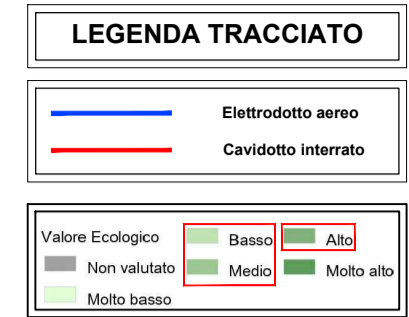 LEGENDA TRACCIATO
Elettrodotto aereo
Cavidotto interrato
Valore Ecologico
Non valutato
Molto basso
Basso
Medio
Alto
Molto alto